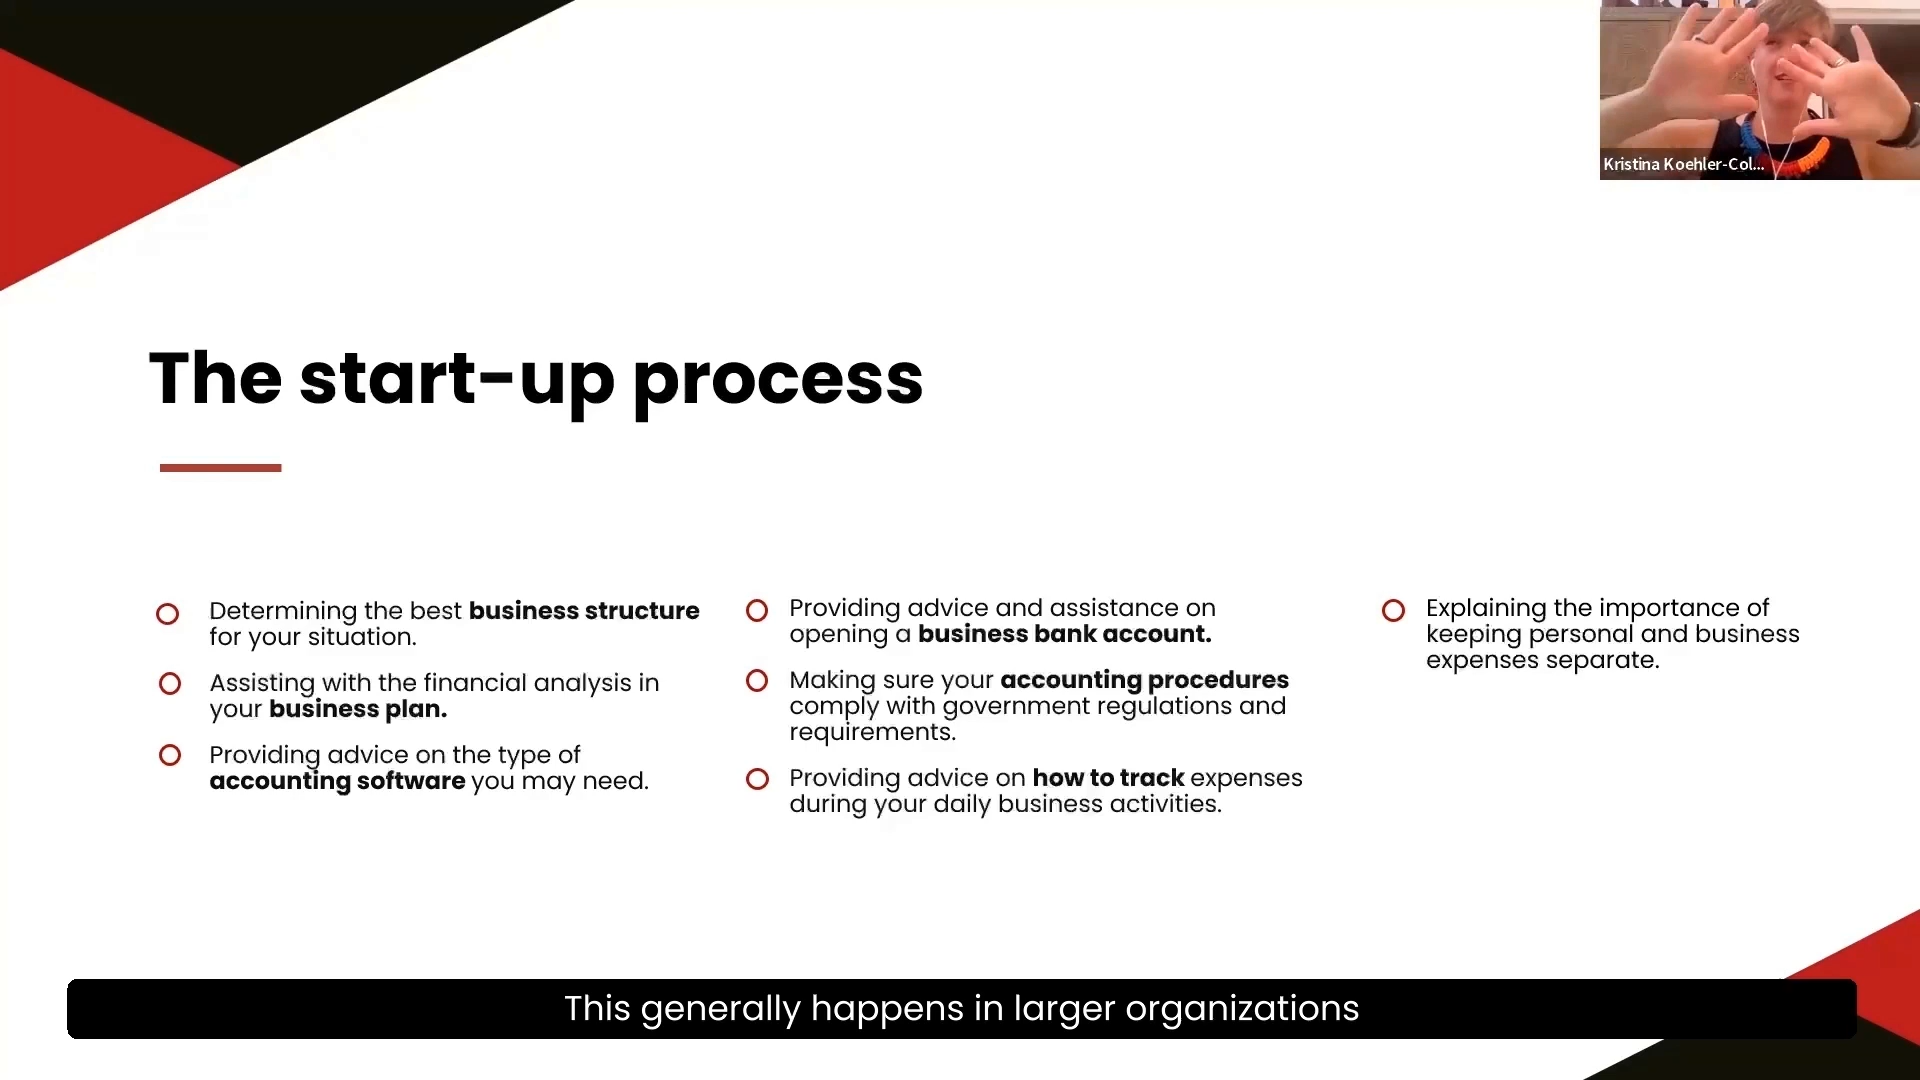 Kristina Koehler-Col...
The start-up process
Determining the best business structure
for your situation.
Assisting with the financial analysis in
your business plan.
Providing advice on the type of
accounting software you may need.
Providing advice and assistance on
opening a business bank account.
Making sure your accounting procedures
comply with government regulations and
requirements.
Providing advice on how to track expenses
during your daily business activities.
Explaining the importance of
keeping personal and business
expenses separate.
This generally happens in larger organizations